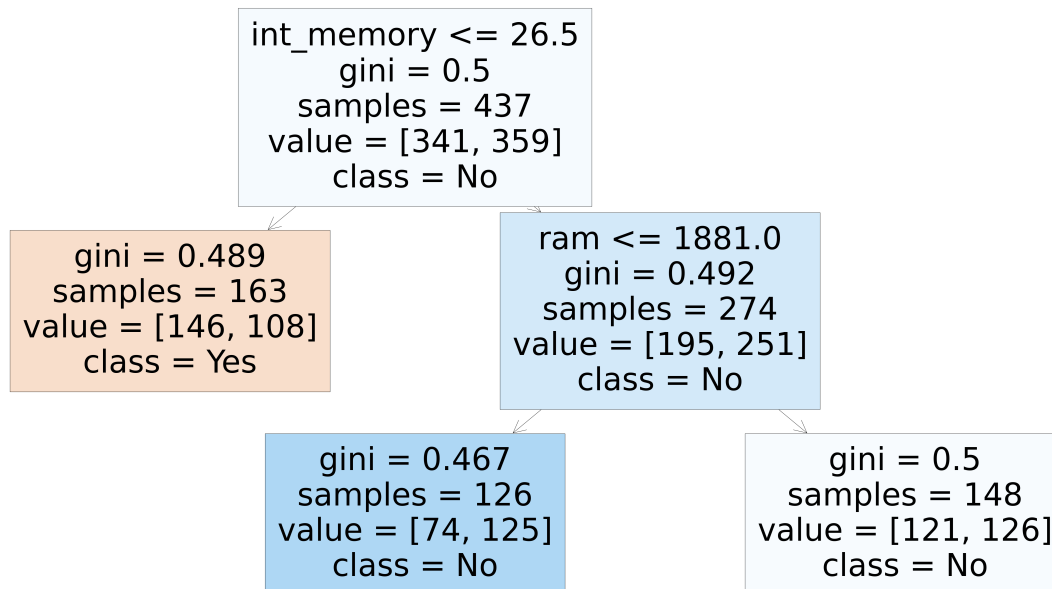 int_memory <= 26.5
gini = 0.5
samples = 437
value = [341, 359]
class = No
gini = 0.489
samples = 163
value = [146, 108]
class = Yes
ram <= 1881.0
gini = 0.492
samples = 274
value = [195, 251]
class = No
gini = 0.467
samples = 126
value = [74, 125]
class = No
gini = 0.5
samples = 148
value = [121, 126]
class = No